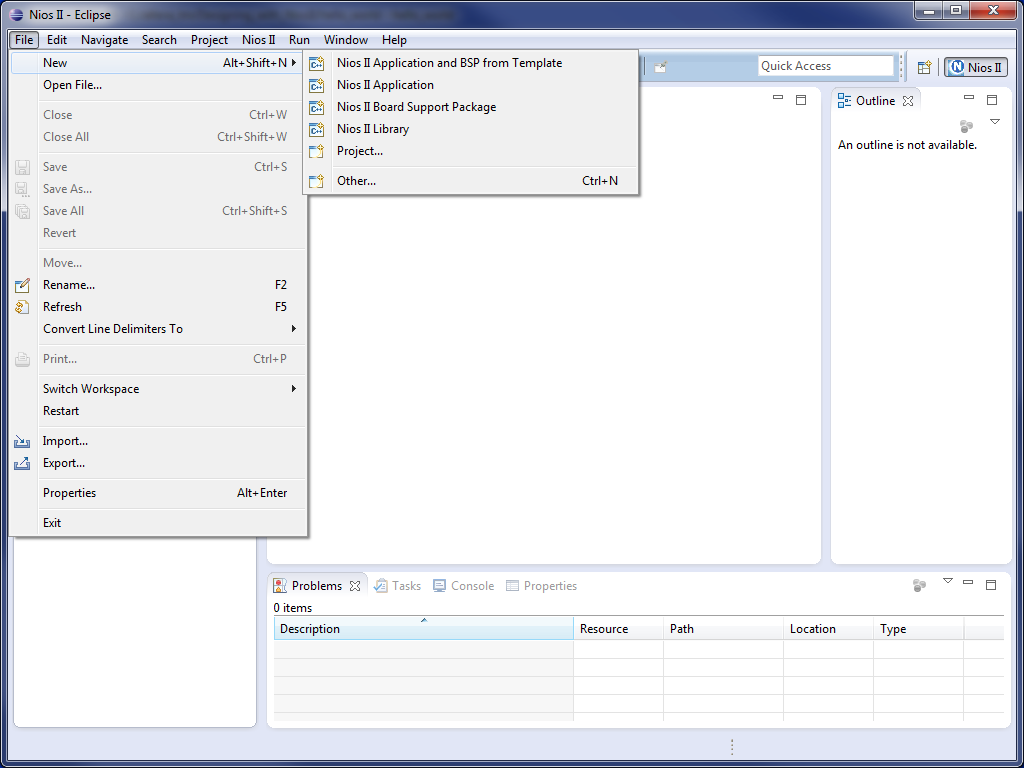 Nios II - Eclipse
File Edit Navigate Search Project Nios II Run Window Help
New Alt+Shift+N
Open File...
Close Ctrl+W
Close All Ctrl+Shift+W
Save Ctrl+S
Save As...
Save All Ctrl+Shift+S
Revert
Move...
Rename... F2
Refresh F5
Convert Line Delimiters To
Print... Ctrl+P
Switch Workspace
Restart
Import...
Export...
Properties Alt+Enter
Exit
Nios II Application and BSP from Template
Nios II Application
Nios II Board Support Package
Nios II Library
Project...
Other... Ctrl+N
Quick Access
Nios II
Outline
An outline is not available.
Problems Tasks Console Properties
0 items
Description Resource Path Location Type